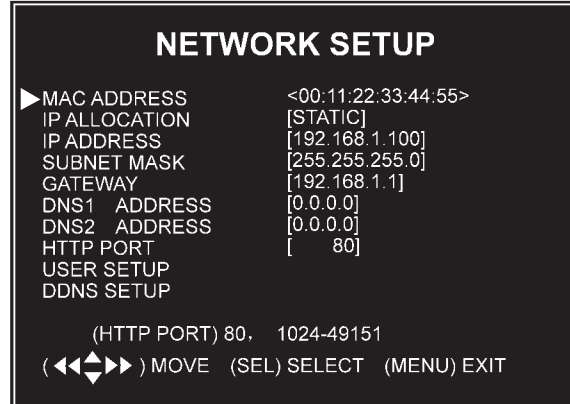 NETWORK SETUP
MAC ADDRESS <00:11:22:33:44:55>
IP ALLOCATION [STATIC]
IP ADDRESS [192.168.1.100]
SUBNET MASK [255.255.255.0]
GATEWAY [192.168.1.1]
DNS1 ADDRESS [0.0.0.0]
DNS2 ADDRESS [0.0.0.0]
HTTP PORT [ 80]
USER SETUP
DDNS SETUP
(HTTP PORT) 80, 1024-49151
( ◀◀▲▼▶▶ ) MOVE (SEL) SELECT (MENU) EXIT